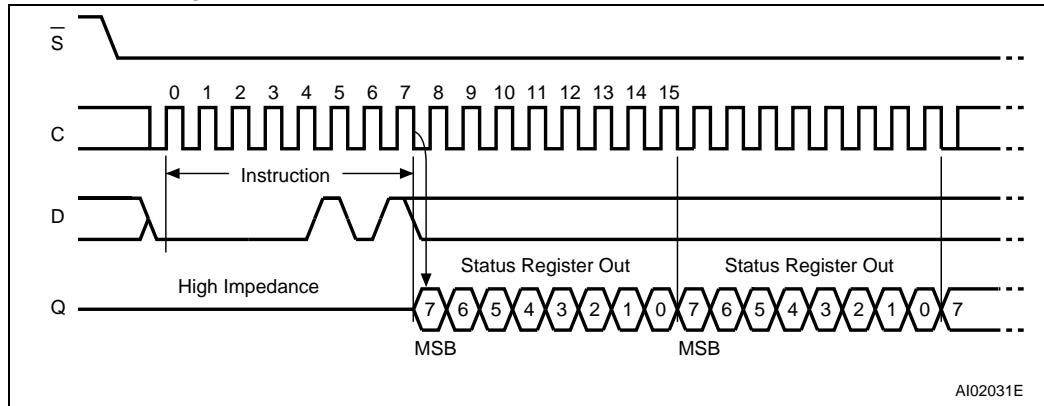 S
0 1 2 3 4 5 6 7 8 9 10 11 12 13 14 15
C
Instruction
D
Status Register Out Status Register Out
High Impedance
Q 7 6 5 4 3 2 1 0 7 6 5 4 3 2 1 0 7
MSB MSB
AI02031E